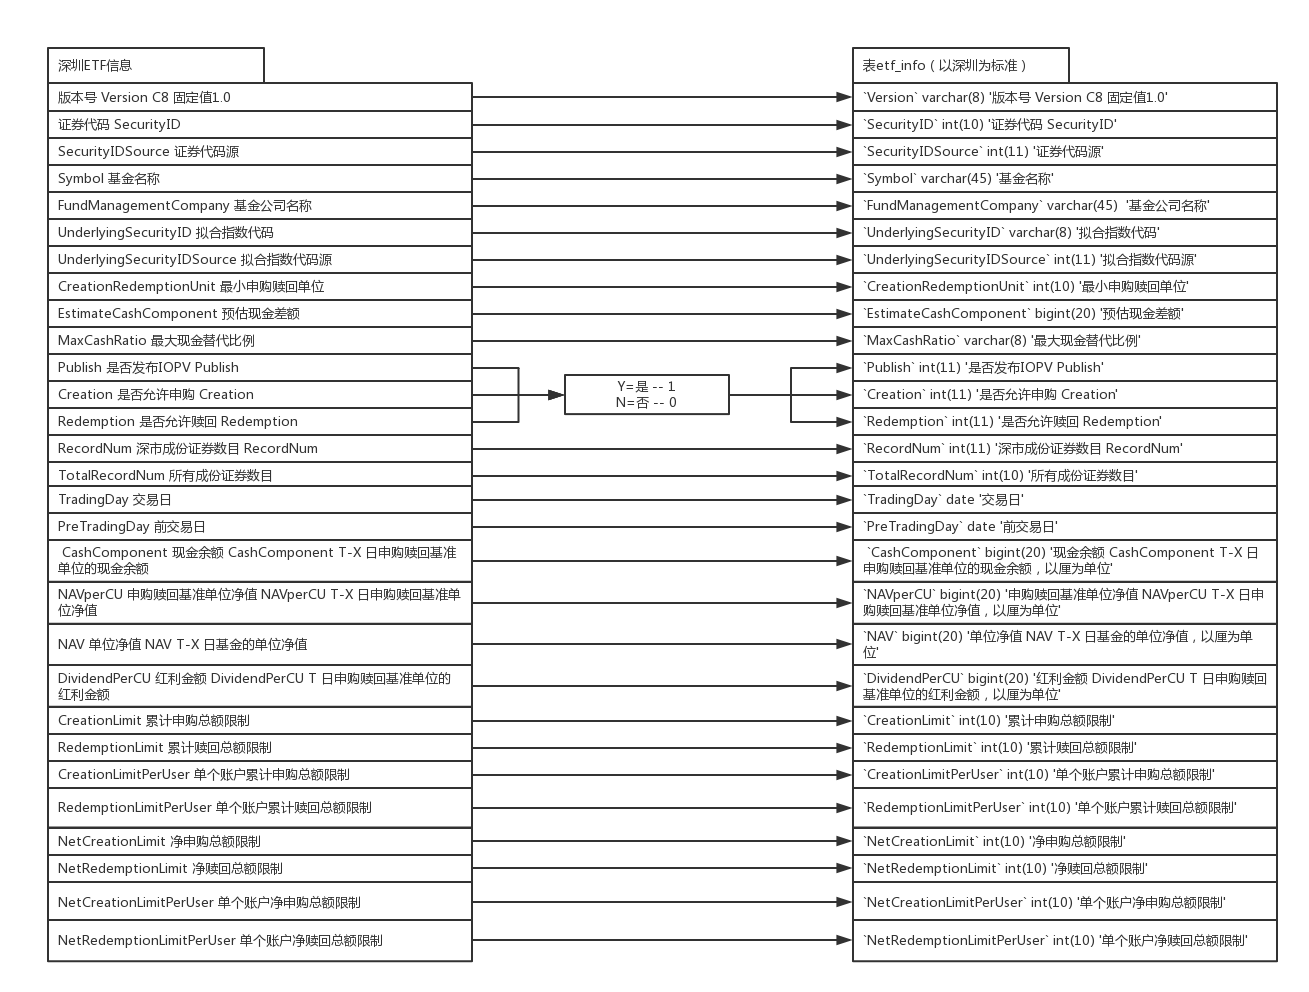 深圳ETF信息
版本号 Version C8 固定值1.0
证券代码 SecurityID
SecurityIDSource 证券代码源
Symbol 基金名称
FundManagementCompany 基金公司名称
UnderlyingSecurityID 拟合指数代码
UnderlyingSecurityIDSource 拟合指数代码源
CreationRedemptionUnit 最小申购赎回单位
EstimateCashComponent 预估现金差额
MaxCashRatio 最大现金替代比例
Publish 是否发布IOPV Publish
Creation 是否允许申购 Creation
Redemption 是否允许赎回 Redemption
RecordNum 深市成份证券数目 RecordNum
TotalRecordNum 所有成份证券数目
TradingDay 交易日
PreTradingDay 前交易日
CashComponent 现金余额 CashComponent T-X 日申购赎回基准
单位的现金余额
NAVperCU 申购赎回基准单位净值 NAVperCU T-X 日申购赎回基准单
位净值
NAV 单位净值 NAV T-X 日基金的单位净值
DividendPerCU 红利金额 DividendPerCU T 日申购赎回基准单位的
红利金额
CreationLimit 累计申购总额限制
RedemptionLimit 累计赎回总额限制
CreationLimitPerUser 单个账户累计申购总额限制
RedemptionLimitPerUser 单个账户累计赎回总额限制
NetCreationLimit 净申购总额限制
NetRedemptionLimit 净赎回总额限制
NetCreationLimitPerUser 单个账户净申购总额限制
NetRedemptionLimitPerUser 单个账户净赎回总额限制
Y=是 -- 1
N=否 -- 0
表etf_info（以深圳为标准）
`Version` varchar(8) '版本号 Version C8 固定值1.0'
`SecurityID` int(10) '证券代码 SecurityID'
`SecurityIDSource` int(11) '证券代码源'
`Symbol` varchar(45) '基金名称'
`FundManagementCompany` varchar(45)  '基金公司名称'
`UnderlyingSecurityID` varchar(8) '拟合指数代码'
`UnderlyingSecurityIDSource` int(11) '拟合指数代码源'
`CreationRedemptionUnit` int(10) '最小申购赎回单位'
`EstimateCashComponent` bigint(20) '预估现金差额'
`MaxCashRatio` varchar(8) '最大现金替代比例'
`Publish` int(11) '是否发布IOPV Publish'
`Creation` int(11) '是否允许申购 Creation'
`Redemption` int(11) '是否允许赎回 Redemption'
`RecordNum` int(11) '深市成份证券数目 RecordNum'
`TotalRecordNum` int(10) '所有成份证券数目'
`TradingDay` date '交易日'
`PreTradingDay` date '前交易日'
`CashComponent` bigint(20) '现金余额 CashComponent T-X 日
申购赎回基准单位的现金余额，以厘为单位'
`NAVperCU` bigint(20) '申购赎回基准单位净值 NAVperCU T-X 日申
购赎回基准单位净值，以厘为单位'
`NAV` bigint(20) '单位净值 NAV T-X 日基金的单位净值，以厘为单
位'
`DividendPerCU` bigint(20) '红利金额 DividendPerCU T 日申购赎回
基准单位的红利金额，以厘为单位'
`CreationLimit` int(10) '累计申购总额限制'
`RedemptionLimit` int(10) '累计赎回总额限制'
`CreationLimitPerUser` int(10) '单个账户累计申购总额限制'
`RedemptionLimitPerUser` int(10) '单个账户累计赎回总额限制'
`NetCreationLimit` int(10) '净申购总额限制'
`NetRedemptionLimit` int(10) '净赎回总额限制'
`NetCreationLimitPerUser` int(10) '单个账户净申购总额限制'
`NetRedemptionLimitPerUser` int(10) '单个账户净赎回总额限制'